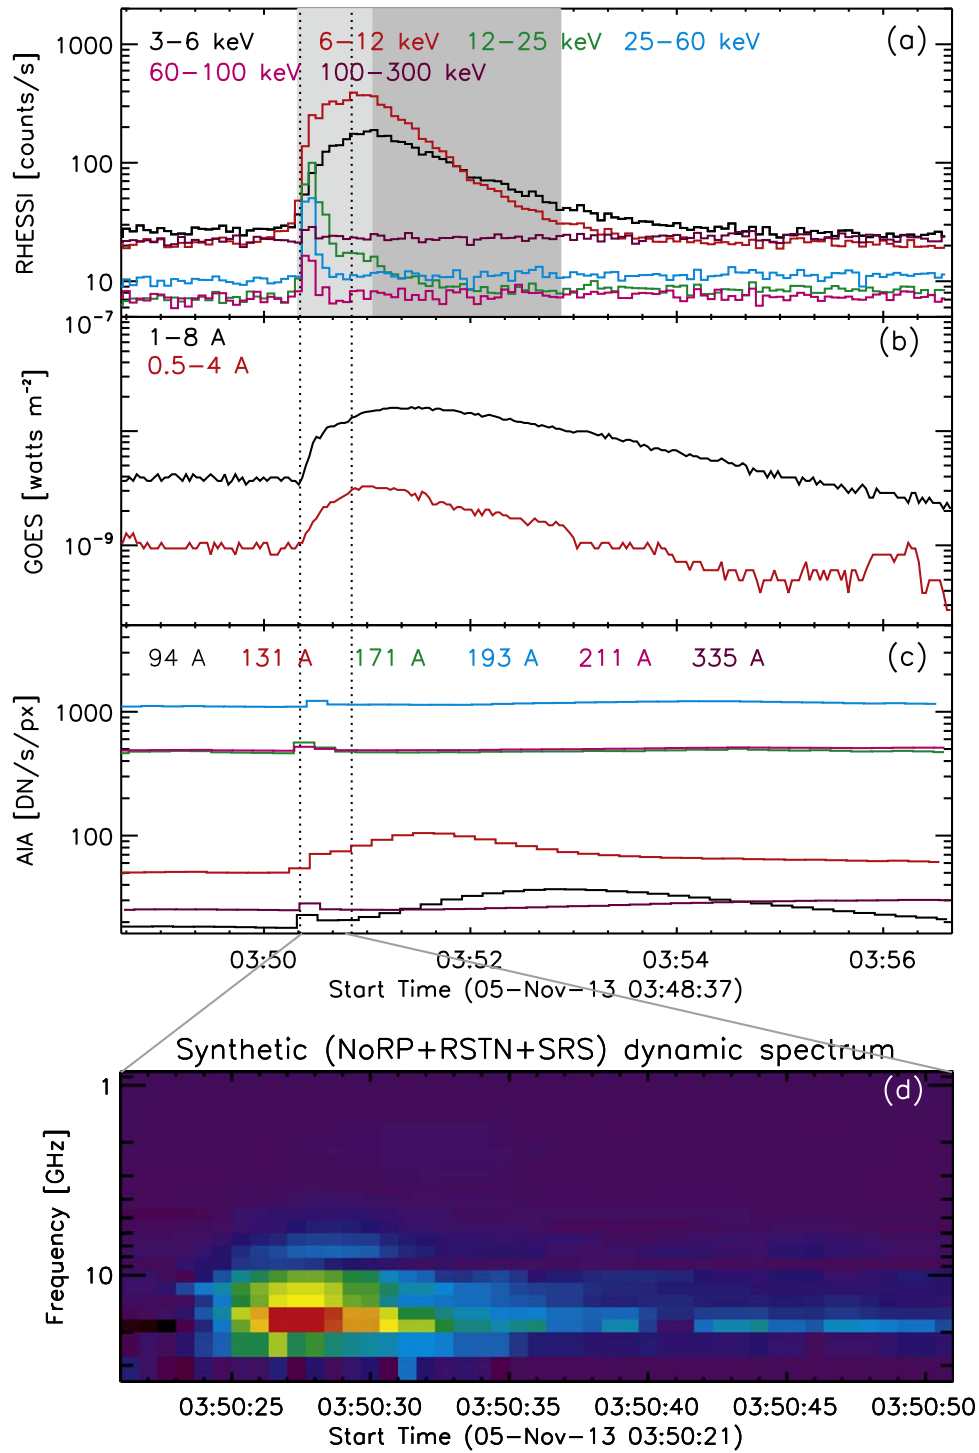 3−6 keV 6−12 keV 12−25 keV 25−60 keV (a)
60−100 keV 100−300 keV
1000
100
10
RHESSI [counts/s]
10⁻⁷
1−8 A (b)
0.5−4 A
10⁻⁹
GOES [watts m⁻²]
94 A 131 A 171 A 193 A 211 A 335 A (c)
1000
100
AIA [DN/s/px]
03:50 03:52 03:54 03:56
Start Time (05−Nov−13 03:48:37)
Synthetic (NoRP+RSTN+SRS) dynamic spectrum
(d)
1
10
Frequency [GHz]
03:50:25 03:50:30 03:50:35 03:50:40 03:50:45 03:50:50
Start Time (05−Nov−13 03:50:21)